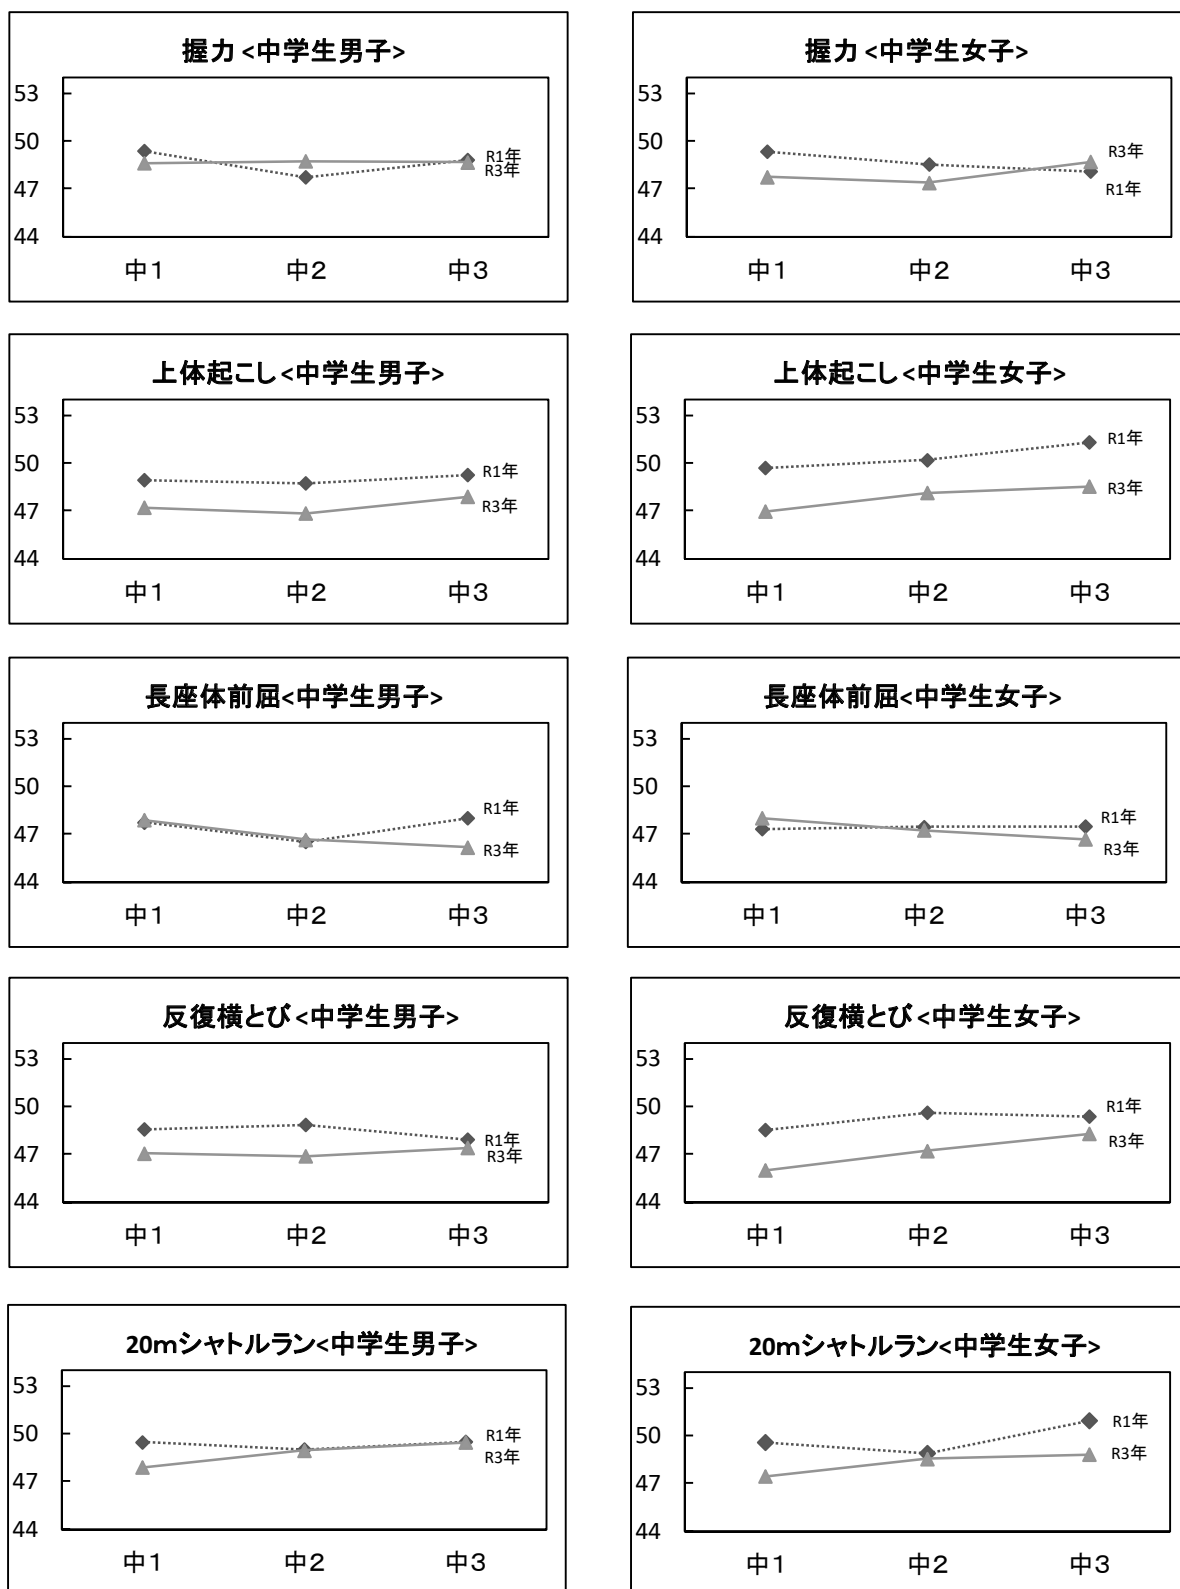 握力<中学生男子>
53
50
47
44
R1年
R3年
中1
中2
中3
握力<中学生女子>
53
50
47
44
R3年
R1年
中1
中2
中3
上体起こし<中学生男子>
53
50
47
44
R1年
R3年
中1
中2
中3
上体起こし<中学生女子>
53
50
47
44
R1年
R3年
中1
中2
中3
長座体前屈<中学生男子>
53
50
47
44
R1年
R3年
中1
中2
中3
長座体前屈<中学生女子>
53
50
47
44
R1年
R3年
中1
中2
中3
反復横とび<中学生男子>
53
50
47
44
R1年
R3年
中1
中2
中3
反復横とび<中学生女子>
53
50
47
44
R1年
R3年
中1
中2
中3
20mシャトルラン<中学生男子>
53
50
47
44
R1年
R3年
中1
中2
中3
20mシャトルラン<中学生女子>
53
50
47
44
R1年
R3年
中1
中2
中3